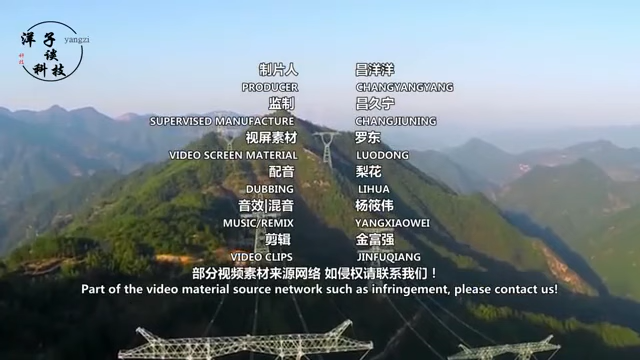 洋子 yangzi
谈
科技
科技
制片人 吕洋洋
PRODUCER CHANGYANGYANG
监制 吕久宁
SUPERVISED MANUFACTURE CHANGJIUNING
视屏素材 罗东
VIDEO SCREEN MATERIAL LUODONG
配音 梨花
DUBBING LIHUA
音效|混音 杨筱伟
MUSIC/REMIX YANGXIAOWEI
剪辑 金富强
VIDEO CLIPS JINFUQIANG
部分视频素材来源网络 如侵权请联系我们！
Part of the video material source network such as infringement, please contact us!